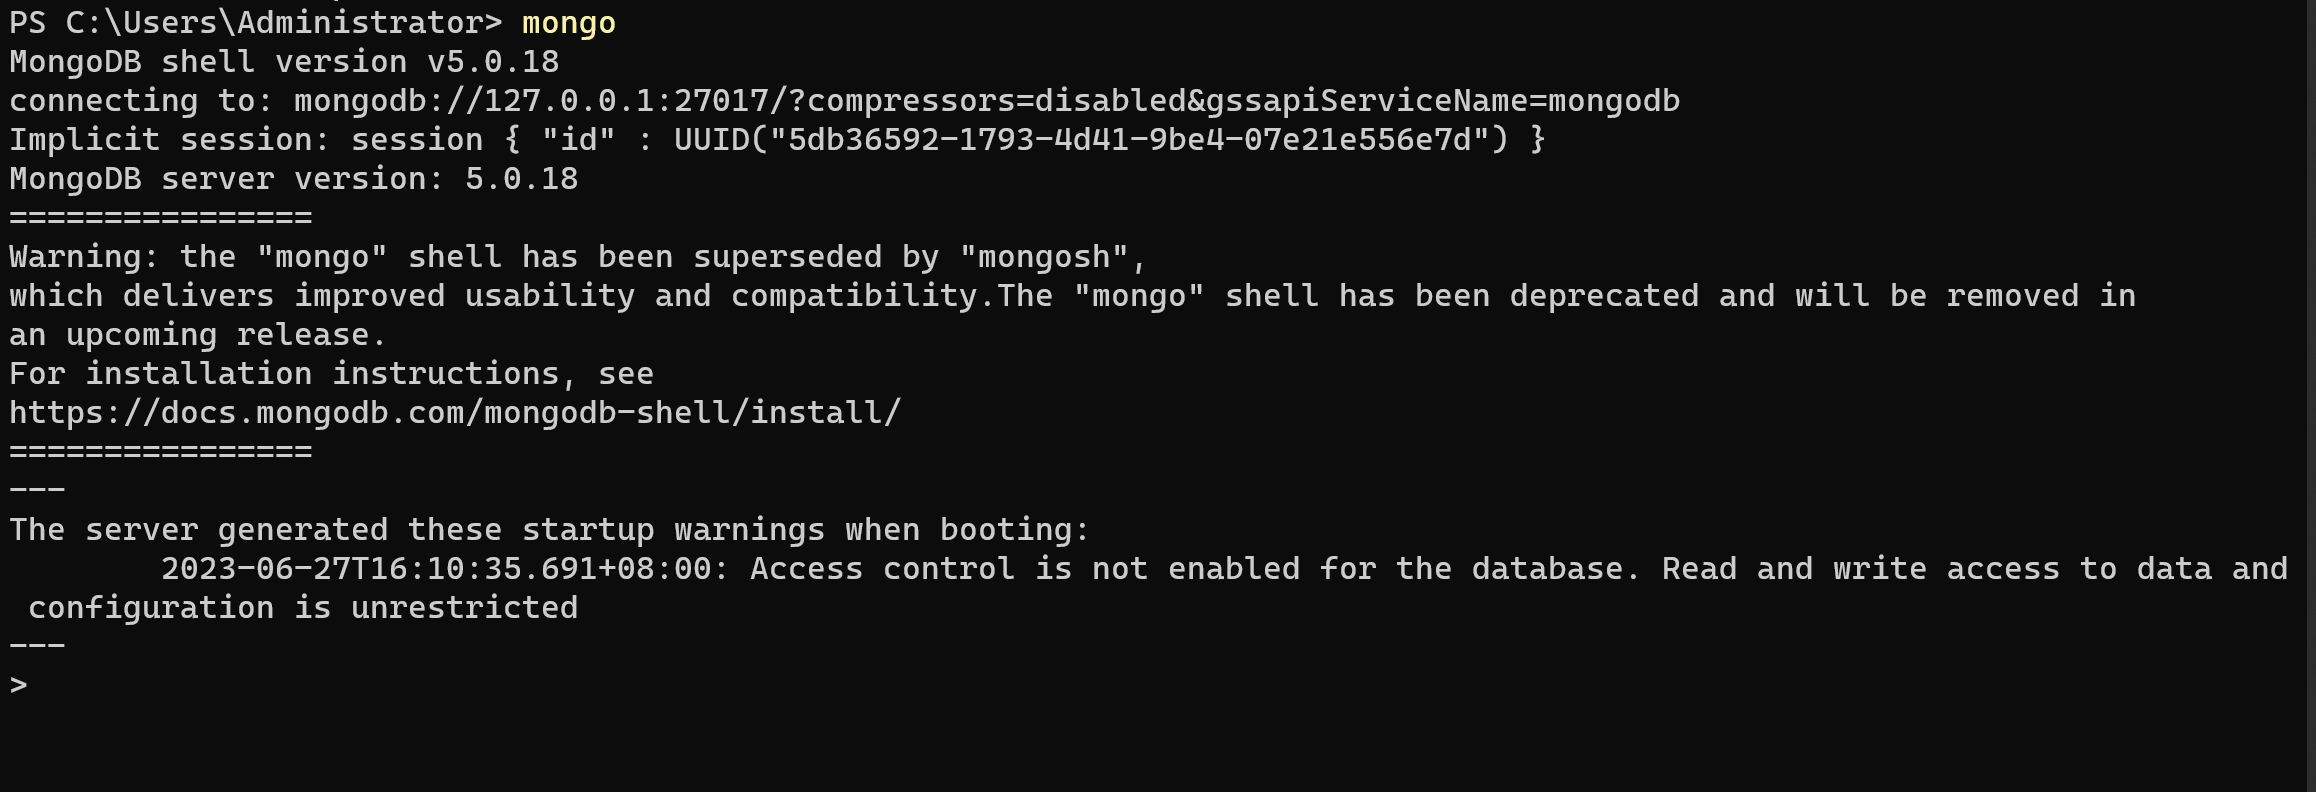 PS C:\Users\Administrator> mongo
MongoDB shell version v5.0.18
connecting to: mongodb://127.0.0.1:27017/?compressors=disabled&gssapiServiceName=mongodb
Implicit session: session { "id" : UUID("5db36592-1793-4d41-9be4-07e21e556e7d") }
MongoDB server version: 5.0.18
================
Warning: the "mongo" shell has been superseded by "mongosh",
which delivers improved usability and compatibility.The "mongo" shell has been deprecated and will be removed in
an upcoming release.
For installation instructions, see
https://docs.mongodb.com/mongodb-shell/install/
================
---
The server generated these startup warnings when booting:
        2023-06-27T16:10:35.691+08:00: Access control is not enabled for the database. Read and write access to data and
 configuration is unrestricted
---
>